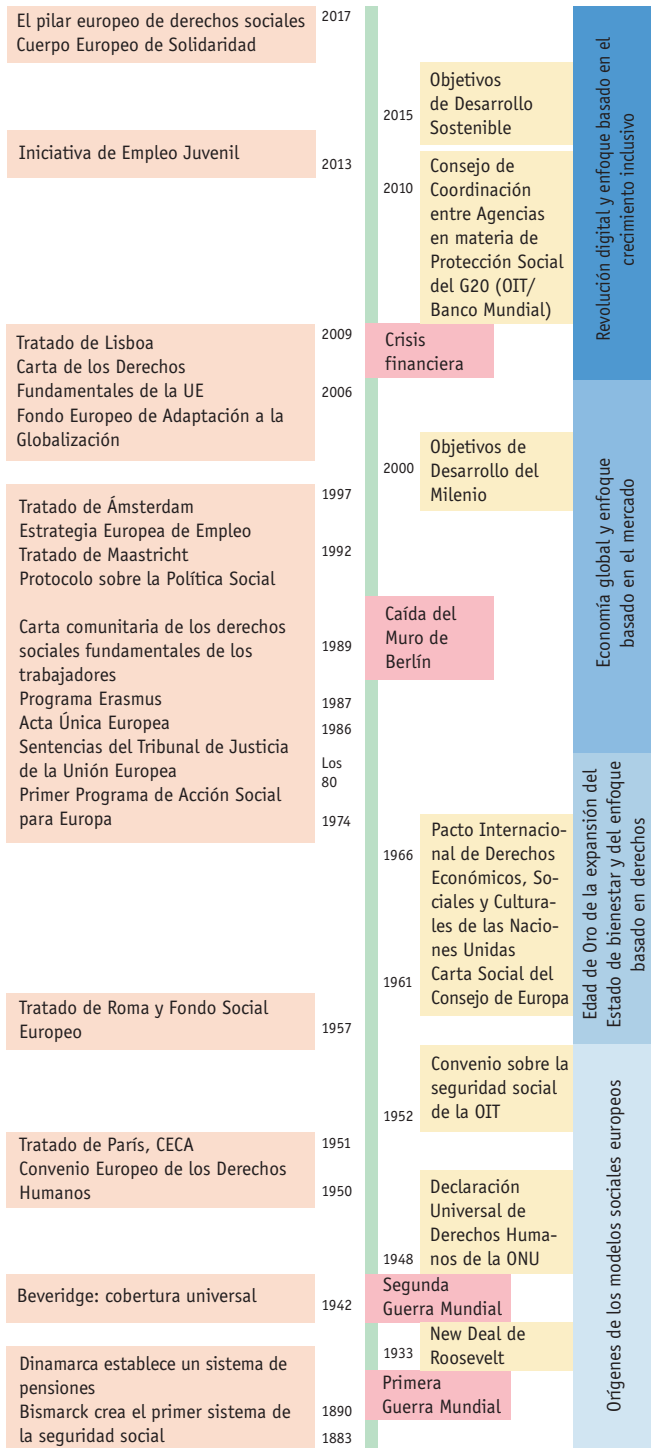 El pilar europeo de derechos sociales
Cuerpo Europeo de Solidaridad
2017
Objetivos
de Desarrollo
Sostenible
2015
Iniciativa de Empleo Juvenil
2013
2010
Consejo de
Coordinación
entre Agencias
en materia de
Protección Social
del G20 (OIT/
Banco Mundial)
Revolución digital y enfoque basado en el
crecimiento inclusivo
Tratado de Lisboa
Carta de los Derechos
Fundamentales de la UE
Fondo Europeo de Adaptación a la
Globalización
2009
2006
Crisis
financiera
2000
Objetivos de
Desarrollo del
Milenio
Economía global y enfoque
basado en el mercado
Tratado de Ámsterdam
Estrategia Europea de Empleo
Tratado de Maastricht
Protocolo sobre la Política Social
1997
1992
Carta comunitaria de los derechos
sociales fundamentales de los
trabajadores
Programa Erasmus
Acta Única Europea
Sentencias del Tribunal de Justicia
de la Unión Europea
Primer Programa de Acción Social
para Europa
1989
1987
1986
Los
80
1974
Caída del
Muro de
Berlín
1966
1961
Pacto Internacio-
nal de Derechos
Económicos, So-
ciales y Cultura-
les de las Nacio-
nes Unidas
Carta Social del
Consejo de Europa
Edad de Oro de la expansión del
Estado de bienestar y del enfoque
basado en derechos
Tratado de Roma y Fondo Social
Europeo
1957
Convenio sobre la
seguridad social
de la OIT
1952
Tratado de París, CECA
Convenio Europeo de los Derechos
Humanos
1951
1950
Declaración
Universal de
Derechos Huma-
nos de la ONU
1948
Orígenes de los modelos sociales europeos
Beveridge: cobertura universal
1942
Segunda
Guerra Mundial
1933
New Deal de
Roosevelt
Dinamarca establece un sistema de
pensiones
Bismarck crea el primer sistema de
la seguridad social
1890
1883
Primera
Guerra Mundial